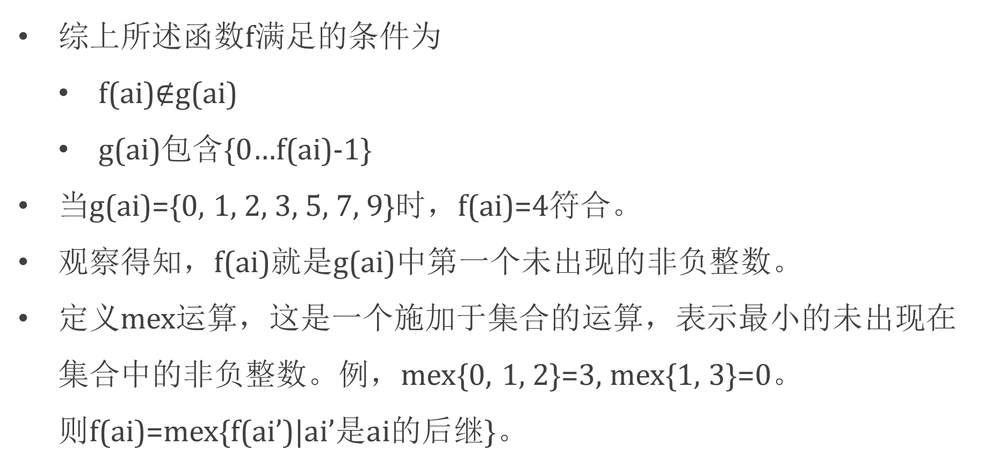 • 综上所述函数f满足的条件为
• f(ai)∉g(ai)
• g(ai)包含{0…f(ai)-1}
• 当g(ai)={0, 1, 2, 3, 5, 7, 9}时，f(ai)=4符合。
• 观察得知，f(ai)就是g(ai)中第一个未出现的非负整数。
• 定义mex运算，这是一个施加于集合的运算，表示最小的未出现在
集合中的非负整数。例，mex{0, 1, 2}=3, mex{1, 3}=0。
则f(ai)=mex{f(ai’)|ai’是ai的后继}。